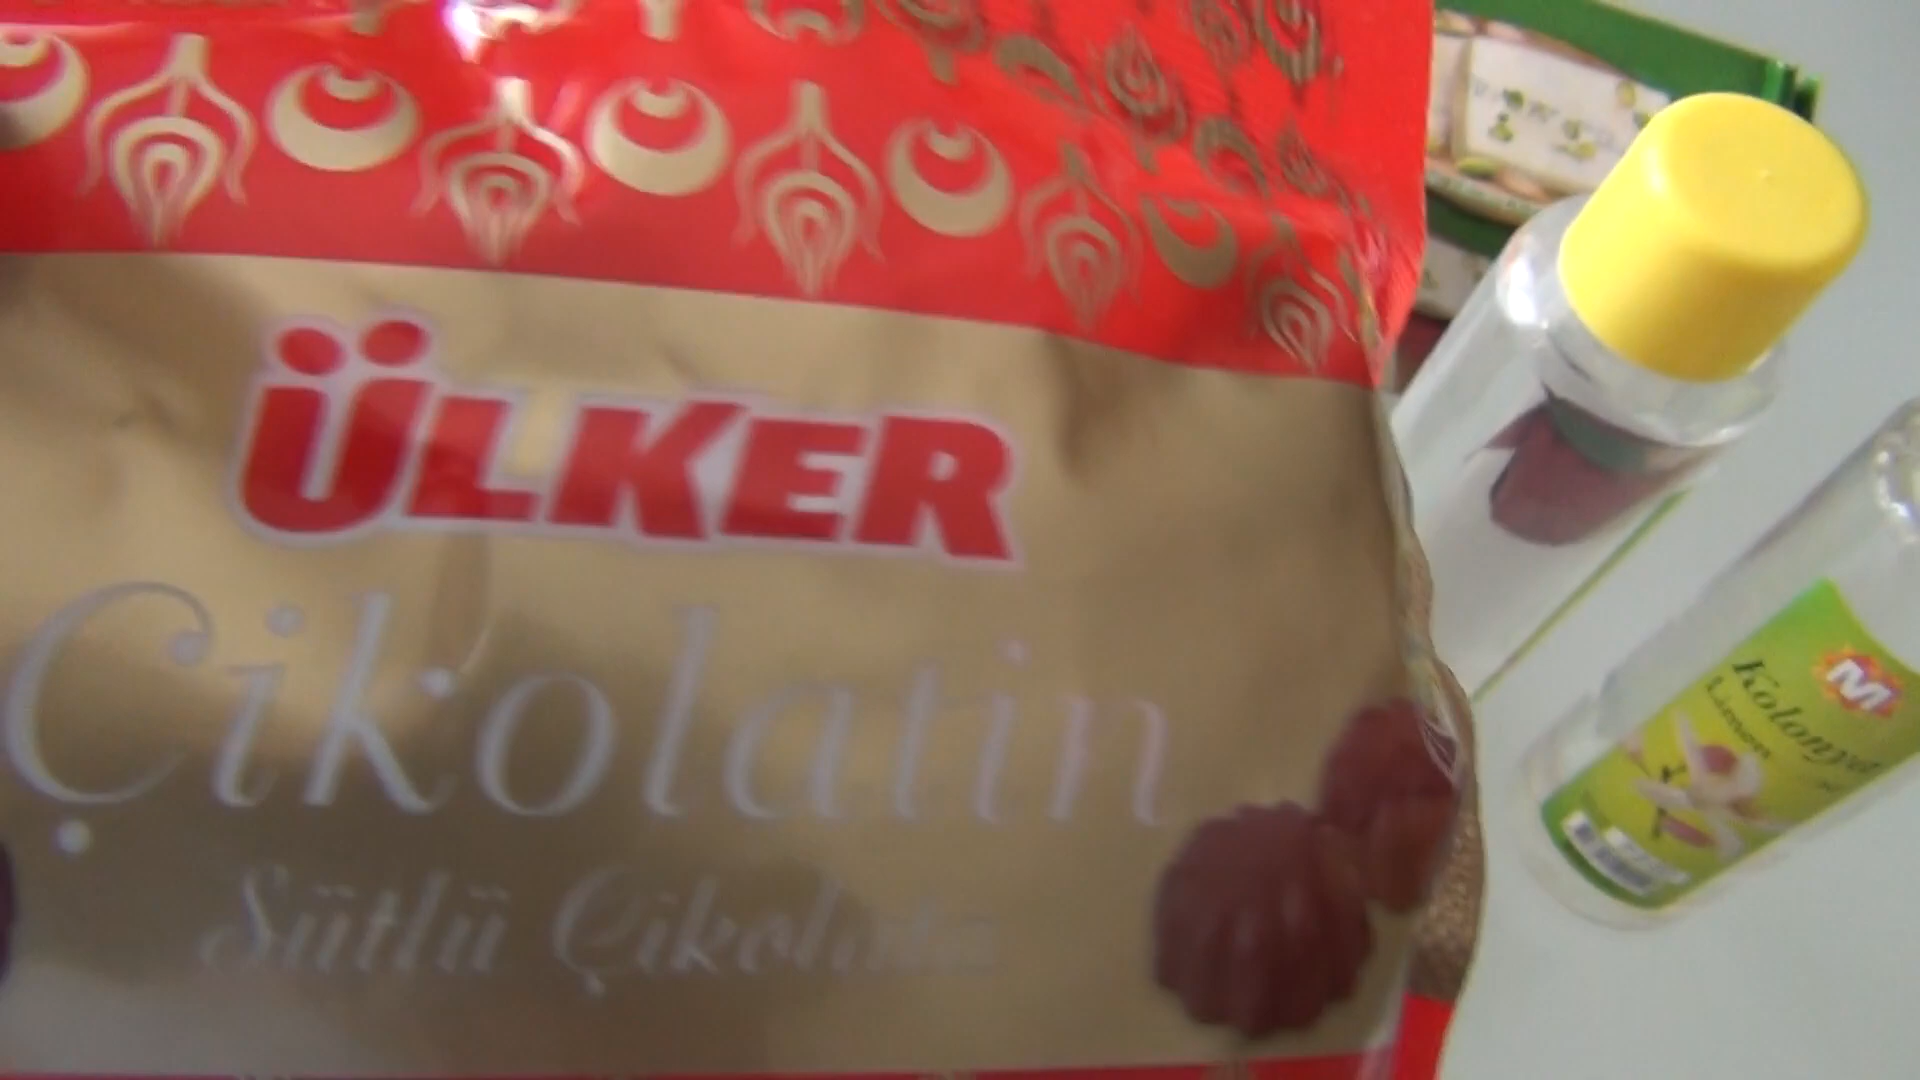 ÜLKER
Çikolatin
Sütlü Çikolata
M
Kolonya
Limon